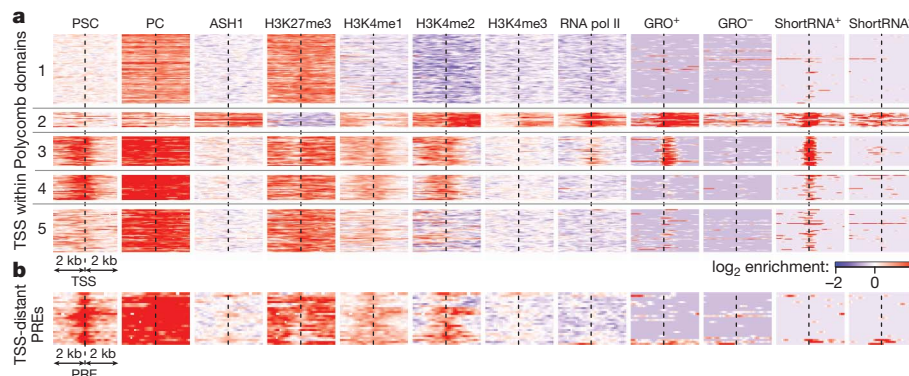 a
PSC PC ASH1 H3K27me3 H3K4me1 H3K4me2 H3K4me3 RNA pol II GRO⁺ GRO⁻ ShortRNA⁺ ShortRNA
TSS within Polycomb domains
1
2
3
4
5
2 kb 2 kb
TSS
log₂ enrichment:
−2 0
b
TSS-distant
PREs
2 kb 2 kb
PRE